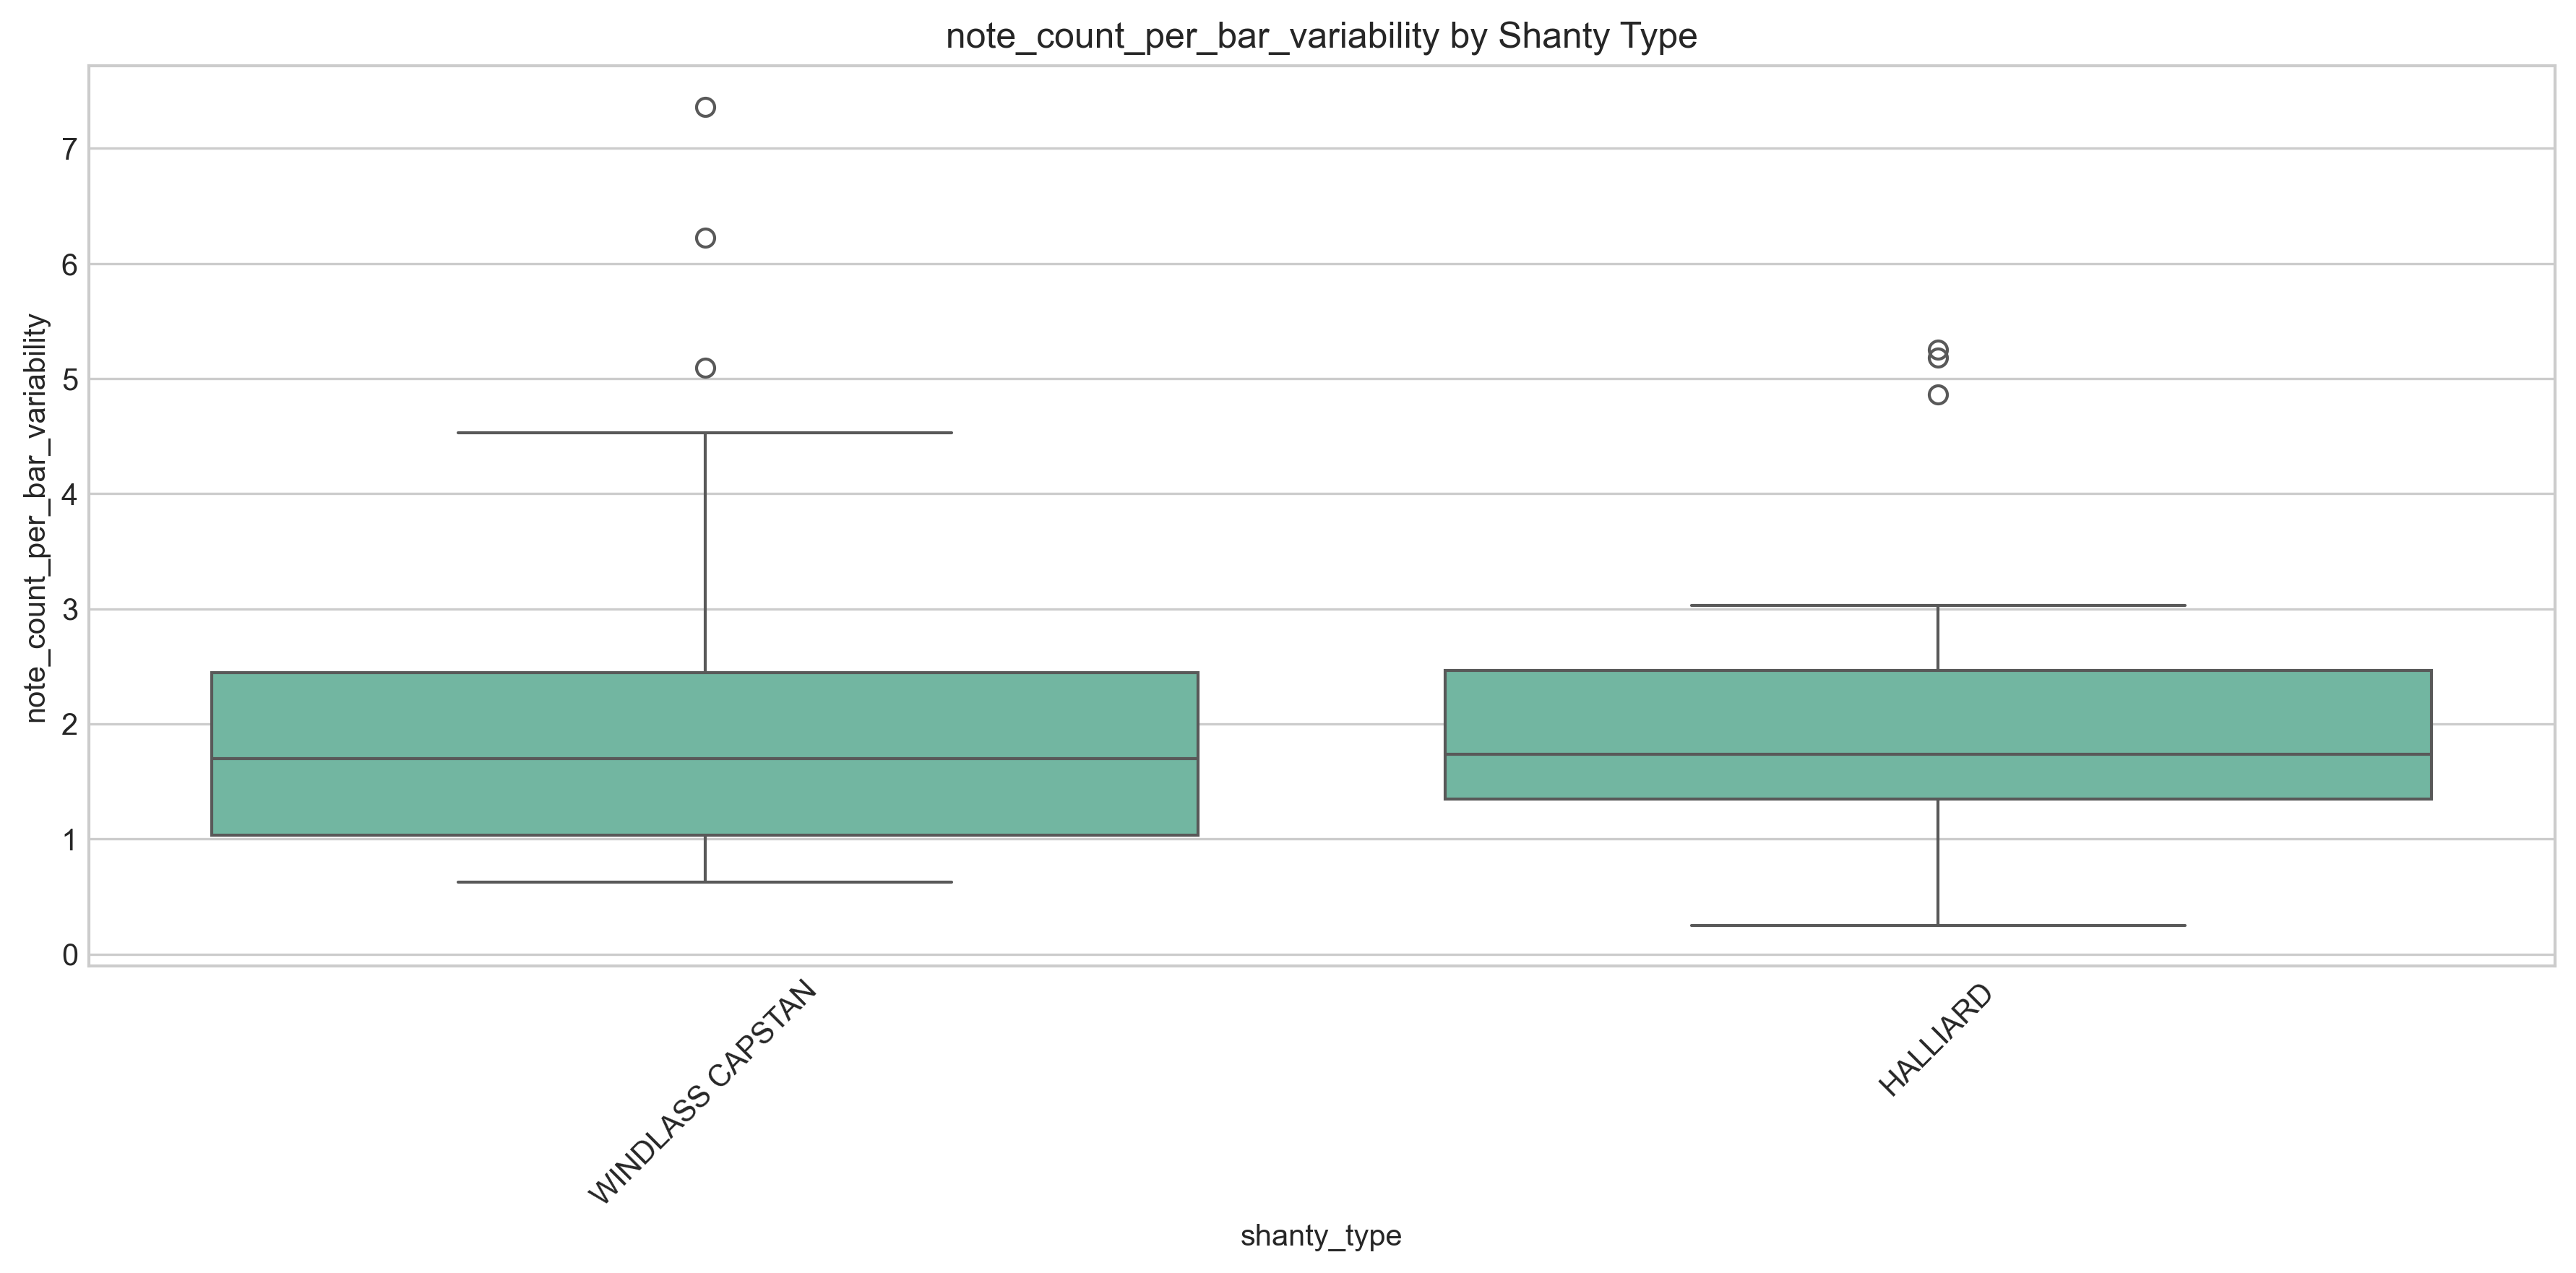 note_count_per_bar_variability by Shanty Type
note_count_per_bar_variability
7
6
5
4
3
2
1
0
WINDLASS CAPSTAN
HALLIARD
shanty_type